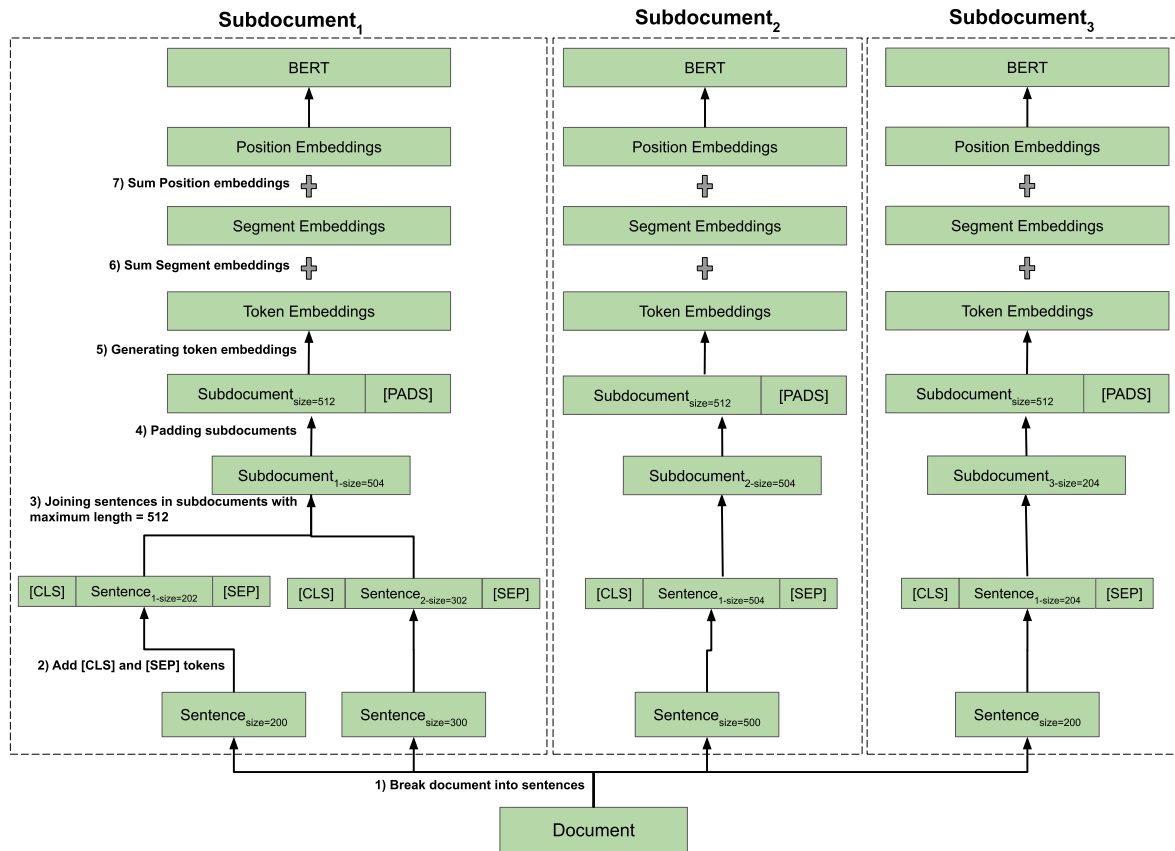 Subdocument1
BERT
Position Embeddings
7) Sum Position embeddings
Segment Embeddings
6) Sum Segment embeddings
Token Embeddings
5) Generating token embeddings
Subdocumentsize=512 [PADS]
4) Padding subdocuments
Subdocument1-size=504
3) Joining sentences in subdocuments with
maximum length = 512
[CLS] Sentence1-size=202 [SEP] [CLS] Sentence2-size=302 [SEP]
2) Add [CLS] and [SEP] tokens
Sentencesize=200 Sentencesize=300
Subdocument2
BERT
Position Embeddings
Segment Embeddings
Token Embeddings
Subdocumentsize=512 [PADS]
Subdocument2-size=504
[CLS] Sentence1-size=504 [SEP]
Sentencesize=500
Subdocument3
BERT
Position Embeddings
Segment Embeddings
Token Embeddings
Subdocumentsize=512 [PADS]
Subdocument3-size=204
[CLS] Sentence1-size=204 [SEP]
Sentencesize=200
1) Break document into sentences
Document